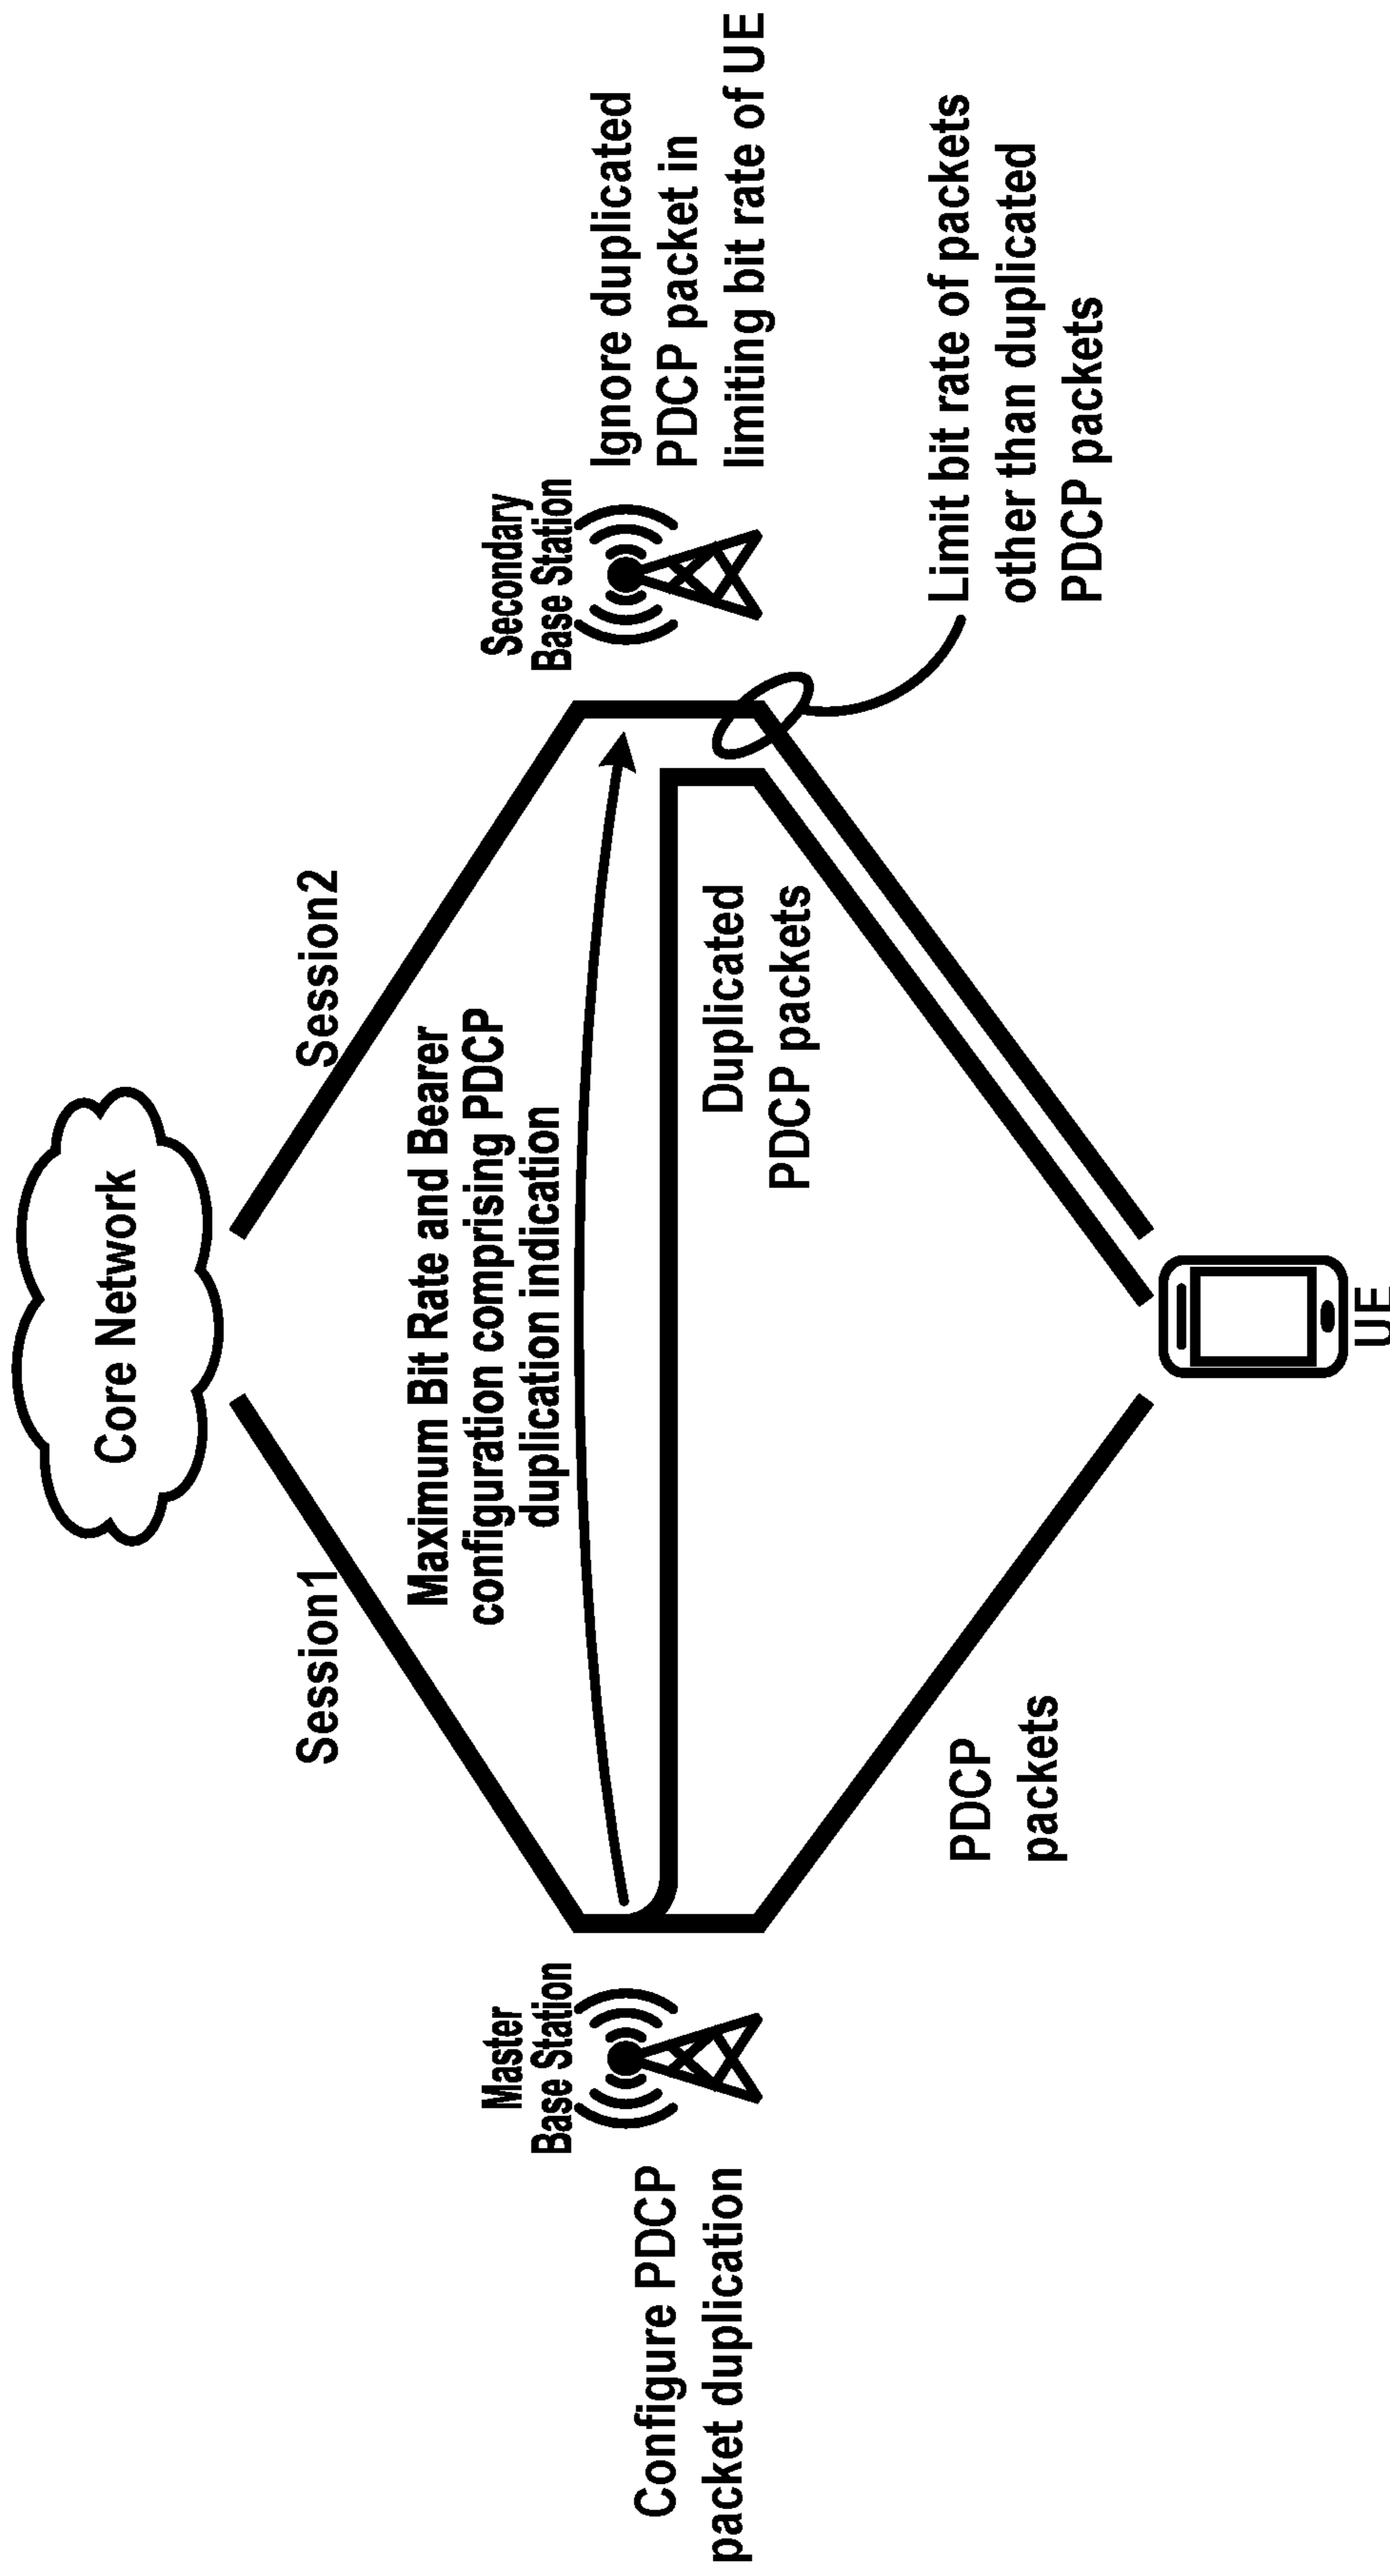 Core Network
Session1
Session2
Maximum Bit Rate and Bearer
configuration comprising PDCP
duplication indication
Master
Base Station
Secondary
Base Station
Configure PDCP
packet duplication
Ignore duplicated
PDCP packet in
limiting bit rate of UE
Duplicated
PDCP packets
PDCP
packets
Limit bit rate of packets
other than duplicated
PDCP packets
UE